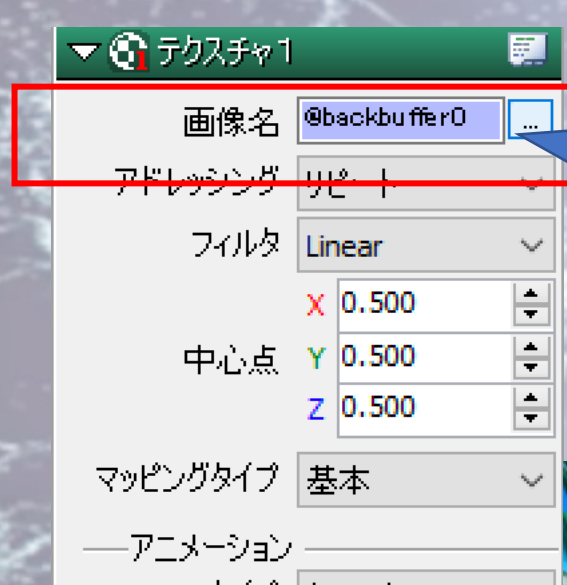 テクスチャ1
画像名 @backbuffer0 ...
アドレッシング リピート
フィルタ Linear
X 0.500
中心点 Y 0.500
Z 0.500
マッピングタイプ 基本
アニメーション